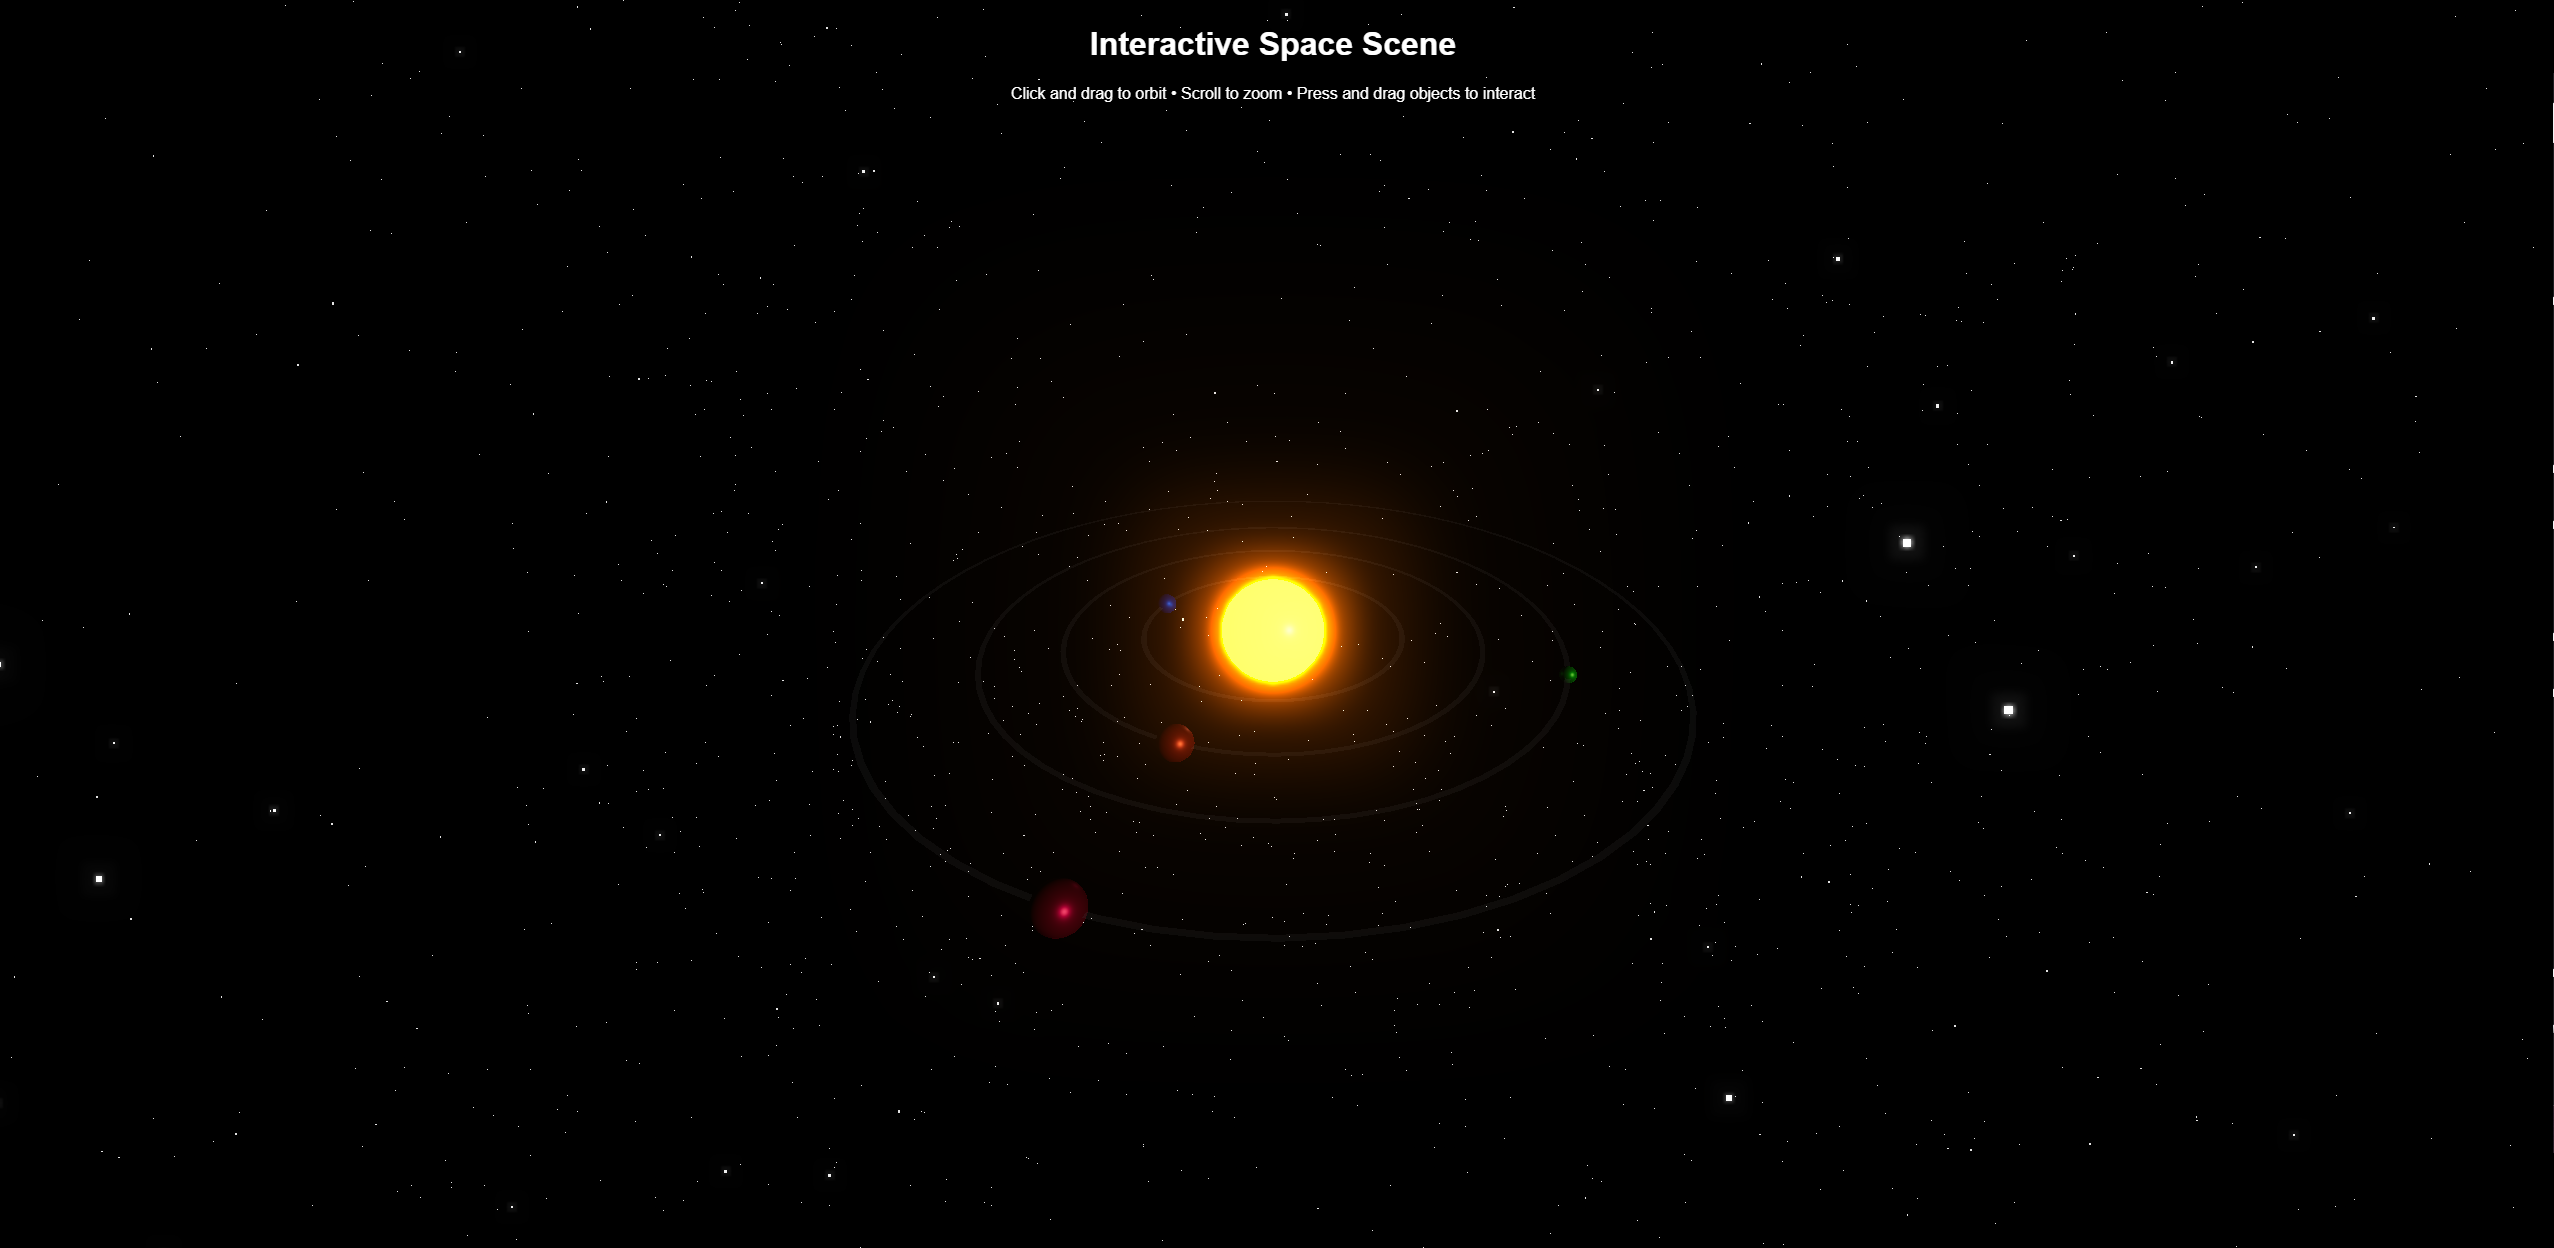 Interactive Space Scene
Click and drag to orbit • Scroll to zoom • Press and drag objects to interact